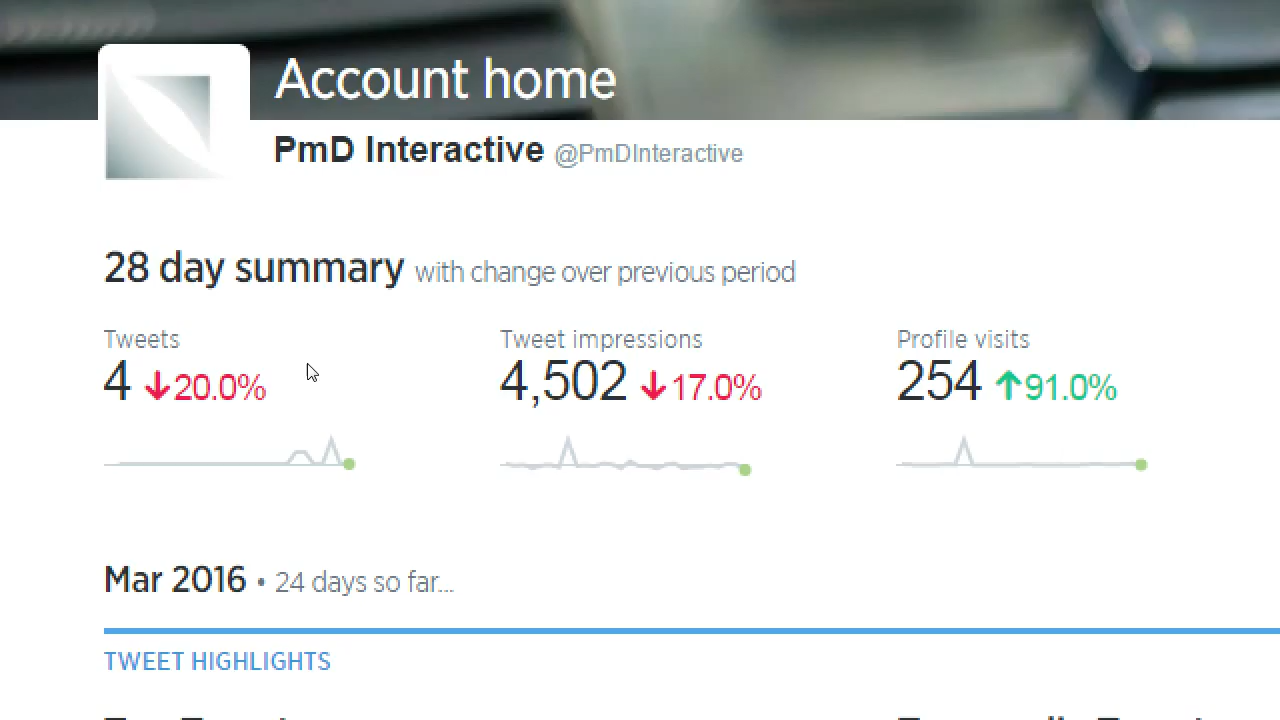 Account home
PmD Interactive @PmDInteractive
28 day summary with change over previous period
Tweets Tweet impressions Profile visits
4 ↓20.0% 4,502 ↓17.0% 254 ↑91.0%
Mar 2016 • 24 days so far...
TWEET HIGHLIGHTS